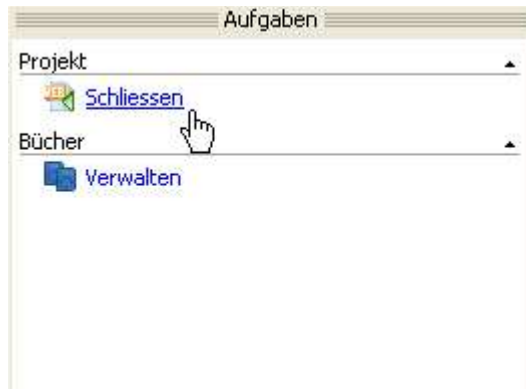 Aufgaben
Projekt
Schliessen
Bücher
Verwalten